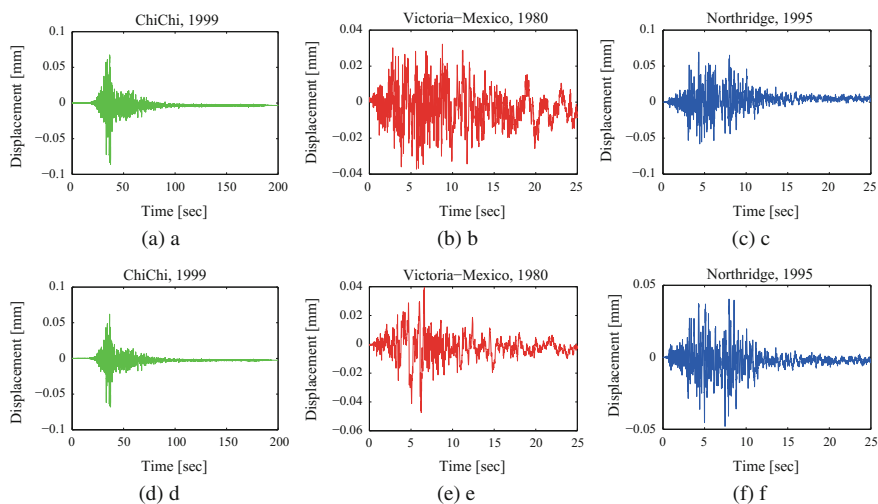 ChiChi, 1999
0.1
0.05
0
−0.05
−0.1
Displacement [mm]
0 50 100 150 200
Time [sec]
(a) a
Victoria−Mexico, 1980
0.04
0.02
0
−0.02
−0.04
Displacement [mm]
0 5 10 15 20 25
Time [sec]
(b) b
Northridge, 1995
0.1
0.05
0
−0.05
−0.1
Displacement [mm]
0 5 10 15 20 25
Time [sec]
(c) c
ChiChi, 1999
0.1
0.05
0
−0.05
−0.1
Displacement [mm]
0 50 100 150 200
Time [sec]
(d) d
Victoria−Mexico, 1980
0.04
0.02
0
0.02
0.04
0.06
Displacement [mm]
0 5 10 15 20 25
Time [sec]
(e) e
Northridge, 1995
0.05
0
−0.05
Displacement [mm]
0 5 10 15 20 25
Time [sec]
(f) f